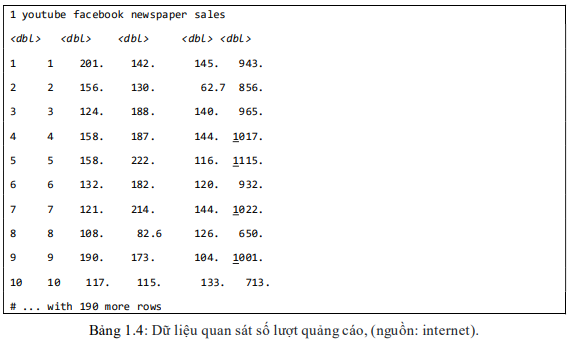 1 youtube facebook newspaper sales
<dbl> <dbl> <dbl> <dbl> <dbl>
1 1 201. 142. 145. 943.
2 2 156. 130. 62.7 856.
3 3 124. 188. 140. 965.
4 4 158. 187. 144. 1017.
5 5 158. 222. 116. 1115.
6 6 132. 182. 120. 932.
7 7 121. 214. 144. 1022.
8 8 108. 82.6 126. 650.
9 9 190. 173. 104. 1001.
10 10 117. 115. 133. 713.
# ... with 190 more rows
Bảng 1.4: Dữ liệu quan sát số lượt quảng cáo, (nguồn: internet).